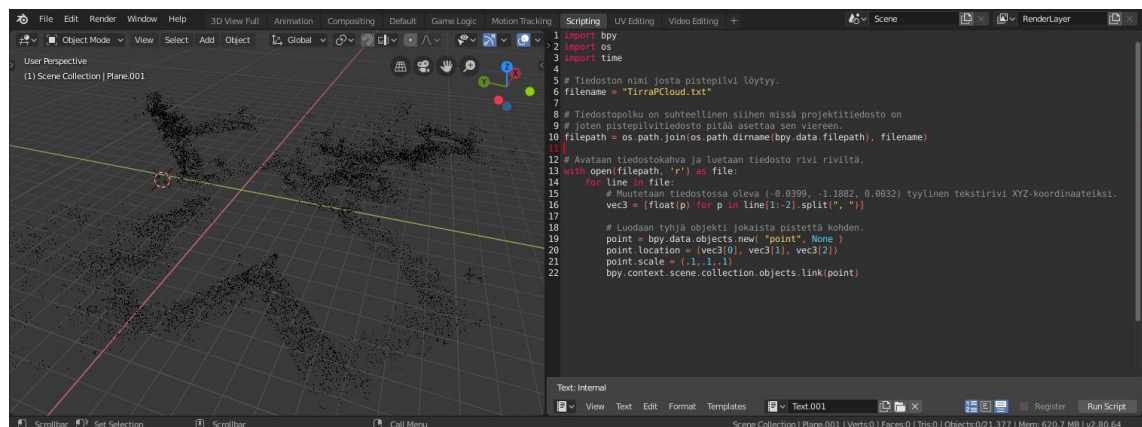 File Edit Render Window Help 3D View Full Animation Compositing Default Game Logic Motion Tracking Scripting UV Editing Video Editing + Scene RenderLayer
Object Mode View Select Add Object Global
User Perspective
(1) Scene Collection | Plane.001
Z
X
Y
1 import bpy
2 import os
3 import time
4
5 # Tiedoston nimi josta pistepilvi löytyy.
6 filename = "TirraPCloud.txt"
7
8 # Tiedostopolku on suhteellinen siihen missä projektitiedosto on
9 # joten pistepilvitiedosto pitää asettaa sen viereen.
10 filepath = os.path.join(os.path.dirname(bpy.data.filepath), filename)
11
12 # Avataan tiedostokahva ja luetaan tiedosto rivi riviltä.
13 with open(filepath, 'r') as file:
14 for line in file:
15 # Muutetaan tiedostossa oleva (-0.0399, -1.1882, 0.0032) tyylinen tekstirivi XYZ-koordinaateiksi.
16 vec3 = [float(p) for p in line[1:-2].split(", ")]
17
18 # Luodaan tyhjä objekti jokaista pistettä kohden.
19 point = bpy.data.objects.new( "point", None )
20 point.location = (vec3[0], vec3[1], vec3[2])
21 point.scale = (.1,.1,.1)
22 bpy.context.scene.collection.objects.link(point)
Text: Internal
View Text Edit Format Templates Text.001 Register Run Script
Scrollbar Set Selection Scrollbar Call Menu Scene Collection | Plane.001 | Verts:0 | Faces:0 | Tris:0 | Objects:0/21,377 | Mem: 620.7 MB | v2.80.64